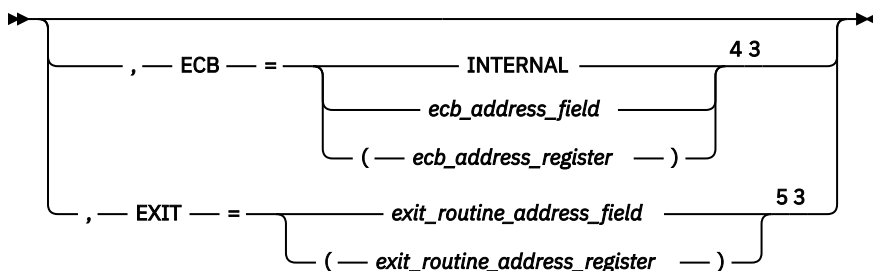 , ECB = INTERNAL 4 3
ecb_address_field
( ecb_address_register )
, EXIT = exit_routine_address_field 5 3
( exit_routine_address_register )